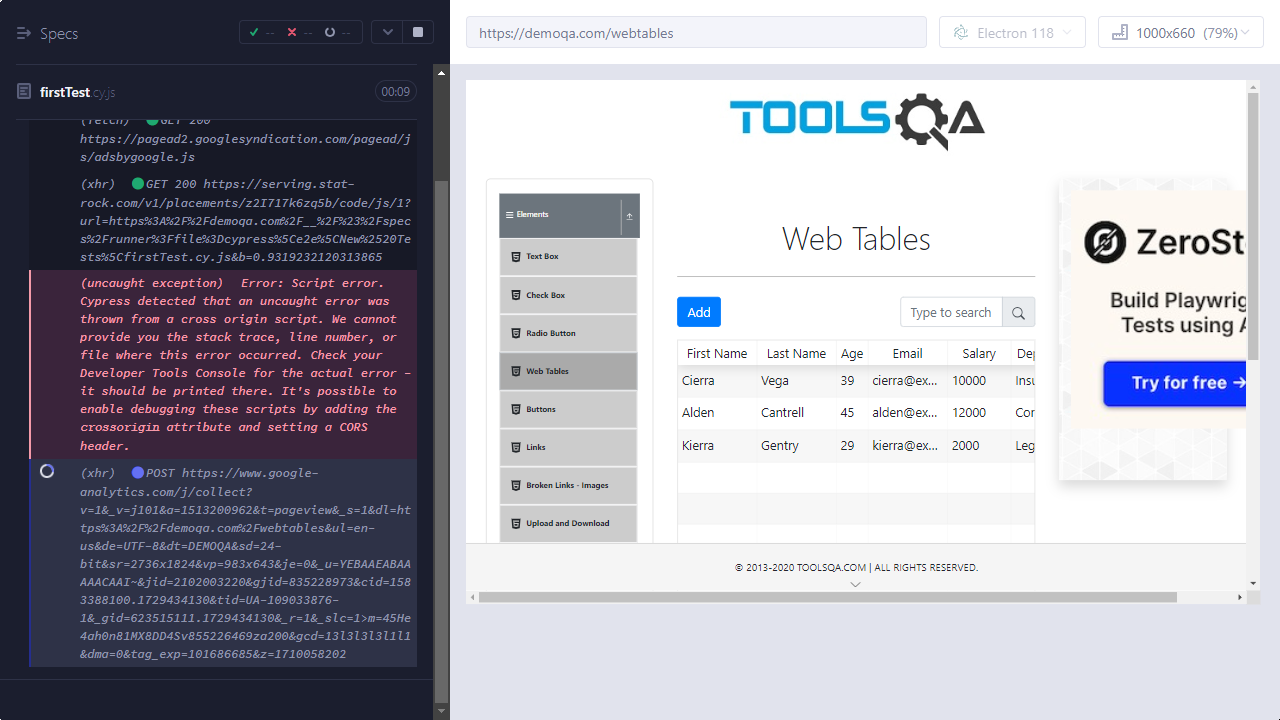 Specs
--
--
--
https://demoqa.com/webtables
Electron 118
1000x660 (79%)
firstTest.cy.js
00:09
(fetch) GET 200
https://pagead2.googlesyndication.com/pagead/j
s/adsbygoogle.js
(xhr) GET 200 https://serving.stat-
rock.com/v1/placements/z2I717k6zq5b/code/js/1?
url=https%3A%2F%2Fdemoqa.com%2F__%2F%23%2Fspec
s%2Frunner%3Ffile%3Dcypress%5Ce2e%5CNew%2520Te
sts%5CfirstTest.cy.js&b=0.9319232120313865
(uncaught exception) Error: Script error.
Cypress detected that an uncaught error was
thrown from a cross origin script. We cannot
provide you the stack trace, line number, or
file where this error occurred. Check your
Developer Tools Console for the actual error -
it should be printed there. It's possible to
enable debugging these scripts by adding the
crossorigin attribute and setting a CORS
header.
(xhr) POST https://www.google-
analytics.com/j/collect?
v=1&_v=j101&a=1513200962&t=pageview&_s=1&dl=ht
tps%3A%2F%2Fdemoqa.com%2Fwebtables&ul=en-
us&de=UTF-8&dt=DEMOQA&sd=24-
bit&sr=2736x1824&vp=983x643&je=0&_u=YEBAAEABAA
AAACAAI~&jid=2102003220&gjid=835228973&cid=158
3388100.1729434130&tid=UA-109033876-
1&_gid=623515111.1729434130&_r=1&_slc=1>m=45He
4ah0n81MX8DD4Sv855226469za200&gcd=13l3l3l3l1l1
&dma=0&tag_exp=101686685&z=1710058202
TOOLSQA
Elements
Text Box
Check Box
Radio Button
Web Tables
Buttons
Links
Broken Links - Images
Upload and Download
Web Tables
Add
Type to search
First Name Last Name Age Email Salary Dep
Cierra Vega 39 cierra@ex... 10000 Insu
Alden Cantrell 45 alden@ex... 12000 Cor
Kierra Gentry 29 kierra@ex... 2000 Leg
ZeroSt
Build Playwrig
Tests using A
Try for free →
© 2013-2020 TOOLSQA.COM | ALL RIGHTS RESERVED.